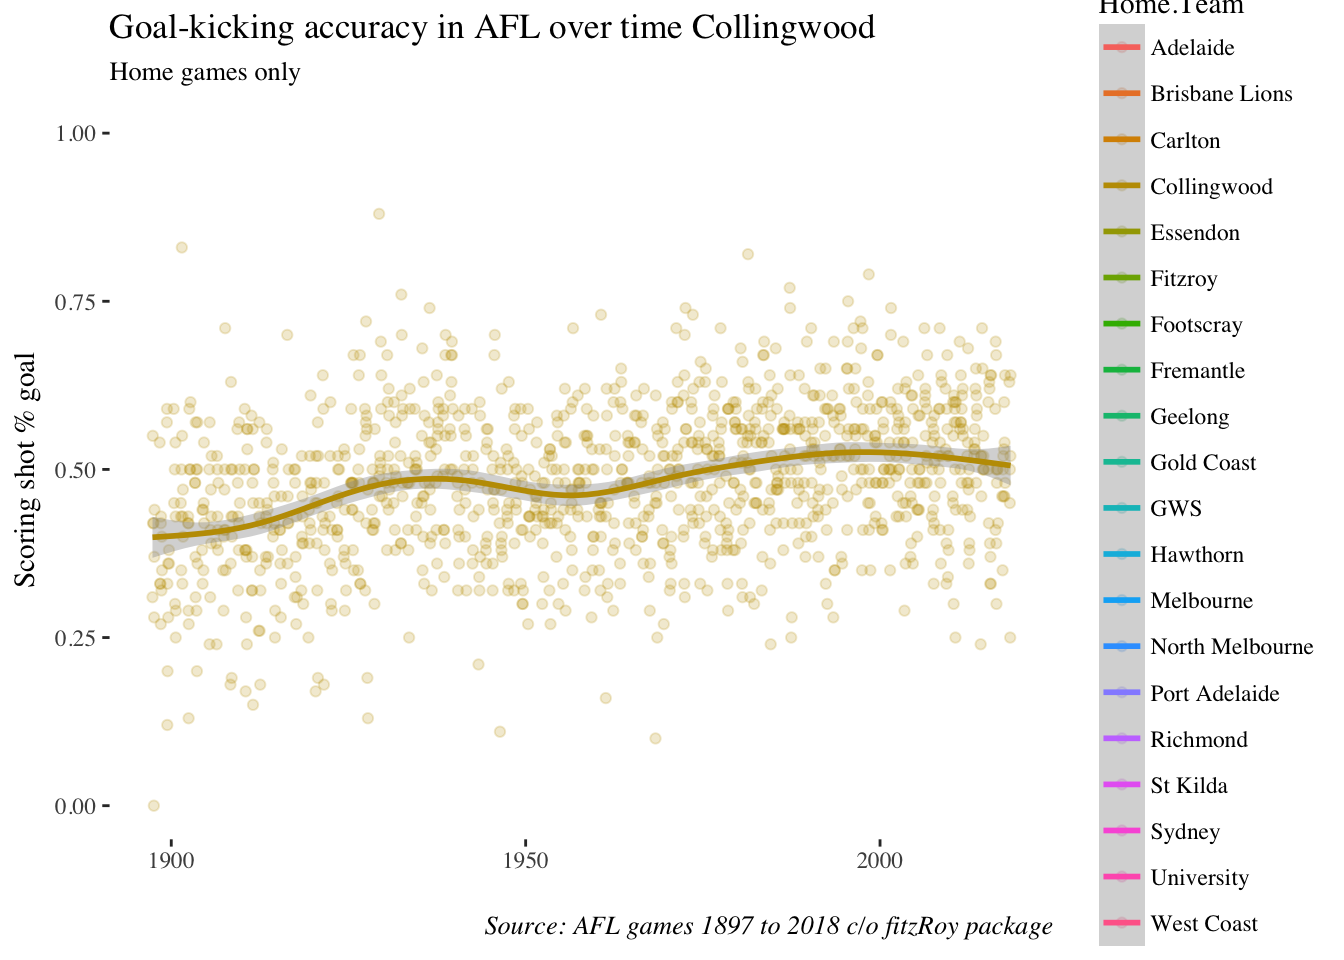 Goal-kicking accuracy in AFL over time Collingwood
Home games only
Scoring shot % goal
1.00
0.75
0.50
0.25
0.00
1900
1950
2000
Source: AFL games 1897 to 2018 c/o fitzRoy package
Home.Team
Adelaide
Brisbane Lions
Carlton
Collingwood
Essendon
Fitzroy
Footscray
Fremantle
Geelong
Gold Coast
GWS
Hawthorn
Melbourne
North Melbourne
Port Adelaide
Richmond
St Kilda
Sydney
University
West Coast